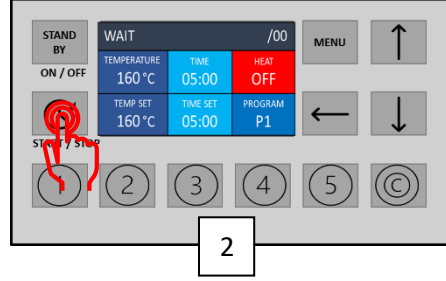 STAND
BY
ON / OFF
WAIT /00
MENU
TEMPERATURE TIME HEAT
160 °C 05:00 OFF
TEMP SET TIME SET PROGRAM
160 °C 05:00 P1
START / STOP
1 2 3 4 5 C
2